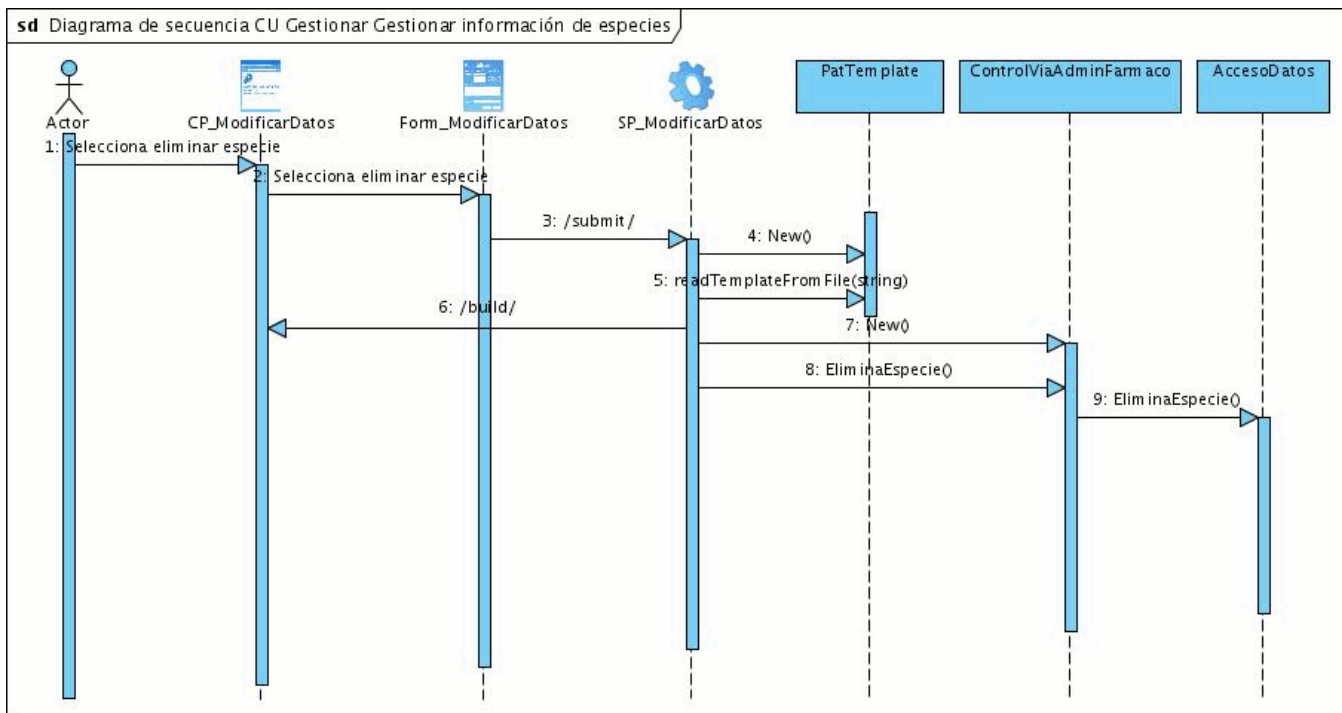 sd Diagrama de secuencia CU Gestionar Gestionar información de especies
PatTemplate
ControlViaAdminFarmaco
AccesoDatos
Actor
CP_ModificarDatos
Form_ModificarDatos
SP_ModificarDatos
1: Selecciona eliminar especie
2: Selecciona eliminar especie
3: /submit/
4: New()
5: readTemplateFromFile(string)
6: /build/
7: New()
8: EliminaEspecie()
9: EliminaEspecie()